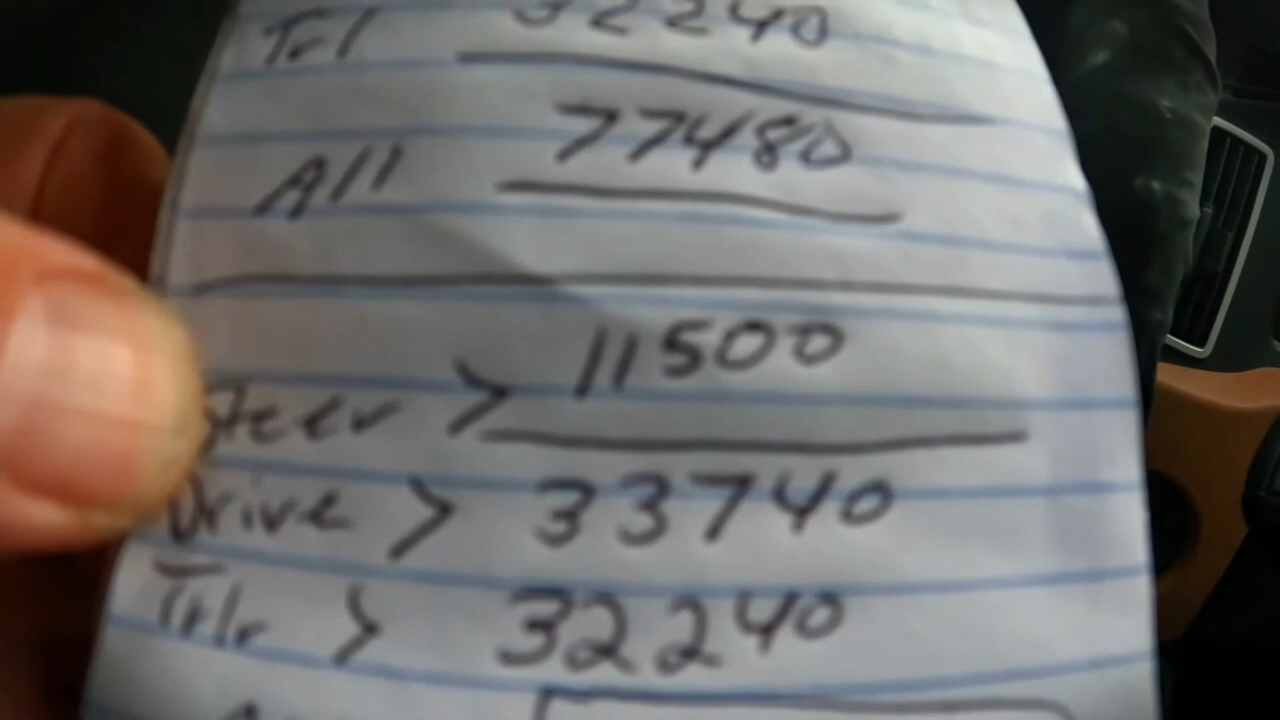 Trl 32240
All 77480
Steer > 11500
Drive > 33740
Trlr > 32240